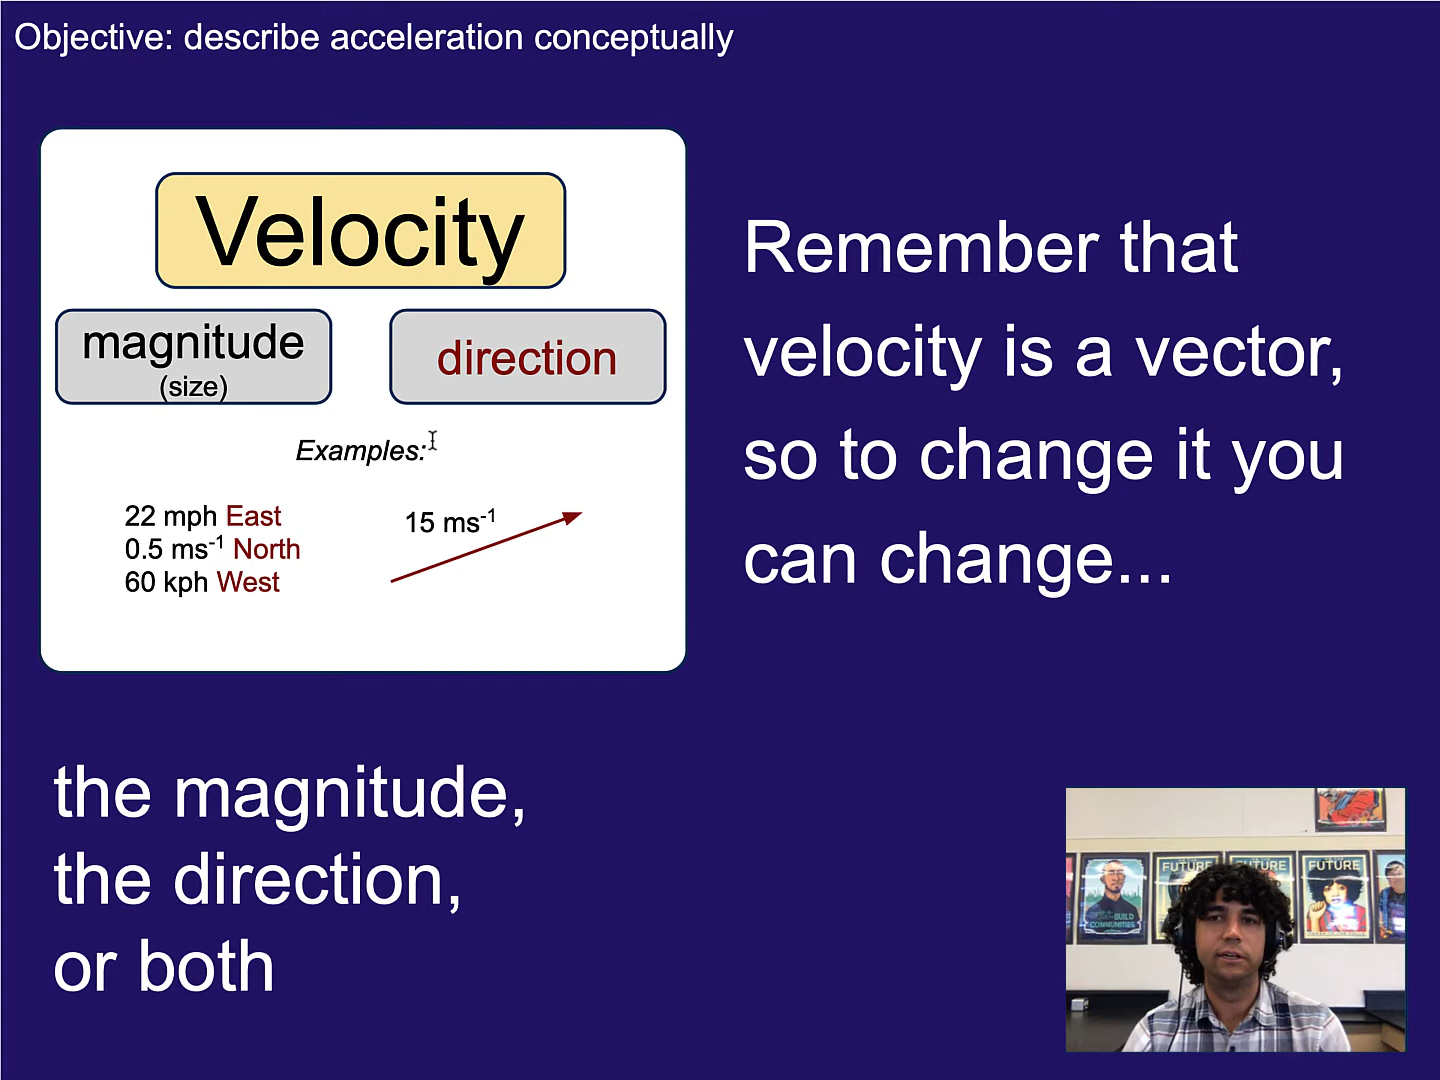 Objective: describe acceleration conceptually
Velocity
magnitude
(size)
direction
Examples:
22 mph East
0.5 ms⁻¹ North
60 kph West
15 ms⁻¹
Remember that
velocity is a vector,
so to change it you
can change...
the magnitude,
the direction,
or both
FUTURE
FUTURE
FUTURE
BUILD
COMMUNITIES